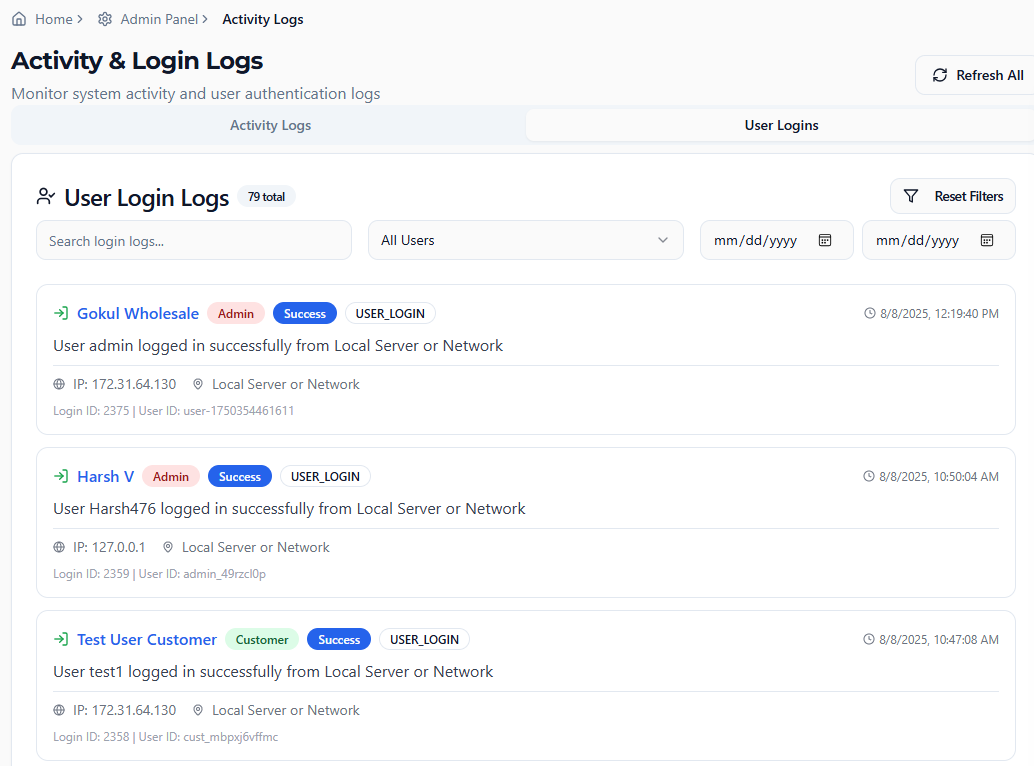 Home > Admin Panel > Activity Logs
Activity & Login Logs
Refresh All
Monitor system activity and user authentication logs
Activity Logs User Logins
User Login Logs 79 total Reset Filters
Search login logs... All Users mm/dd/yyyy mm/dd/yyyy
Gokul Wholesale Admin Success USER_LOGIN 8/8/2025, 12:19:40 PM
User admin logged in successfully from Local Server or Network
IP: 172.31.64.130 Local Server or Network
Login ID: 2375 | User ID: user-1750354461611
Harsh V Admin Success USER_LOGIN 8/8/2025, 10:50:04 AM
User Harsh476 logged in successfully from Local Server or Network
IP: 127.0.0.1 Local Server or Network
Login ID: 2359 | User ID: admin_49rzcl0p
Test User Customer Customer Success USER_LOGIN 8/8/2025, 10:47:08 AM
User test1 logged in successfully from Local Server or Network
IP: 172.31.64.130 Local Server or Network
Login ID: 2358 | User ID: cust_mbpxj6vffmc